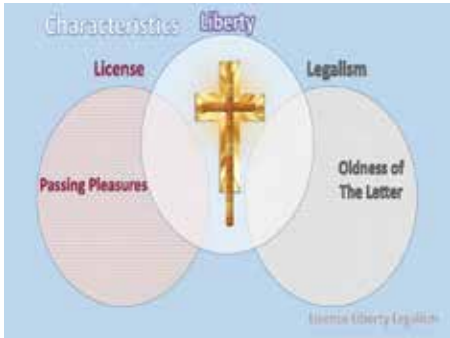 Characteristics
Liberty
License
Legalism
Passing Pleasures
Oldness of
The Letter
License Liberty Legalism